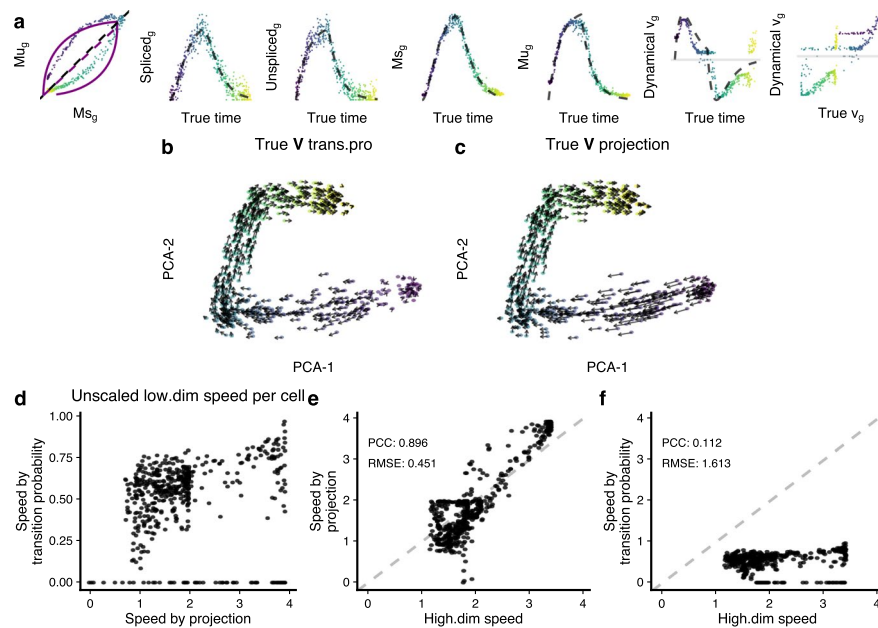 a
Mu_g
Ms_g
Spliced_g
True time
Unspliced_g
True time
Ms_g
True time
Mu_g
True time
Dynamical v_g
True time
Dynamical v_g
True v_g
b
True V trans.pro
PCA-2
PCA-1
c
True V projection
PCA-2
PCA-1
d
Unscaled low.dim speed per cell
Speed by
transition probability
1.00
0.75
0.50
0.25
0.00
0 1 2 3 4
Speed by projection
e
Speed by
projection
4
3
2
1
0
PCC: 0.896
RMSE: 0.451
0 1 2 3 4
High.dim speed
f
Speed by
transition probability
4
3
2
1
0
PCC: 0.112
RMSE: 1.613
0 1 2 3 4
High.dim speed